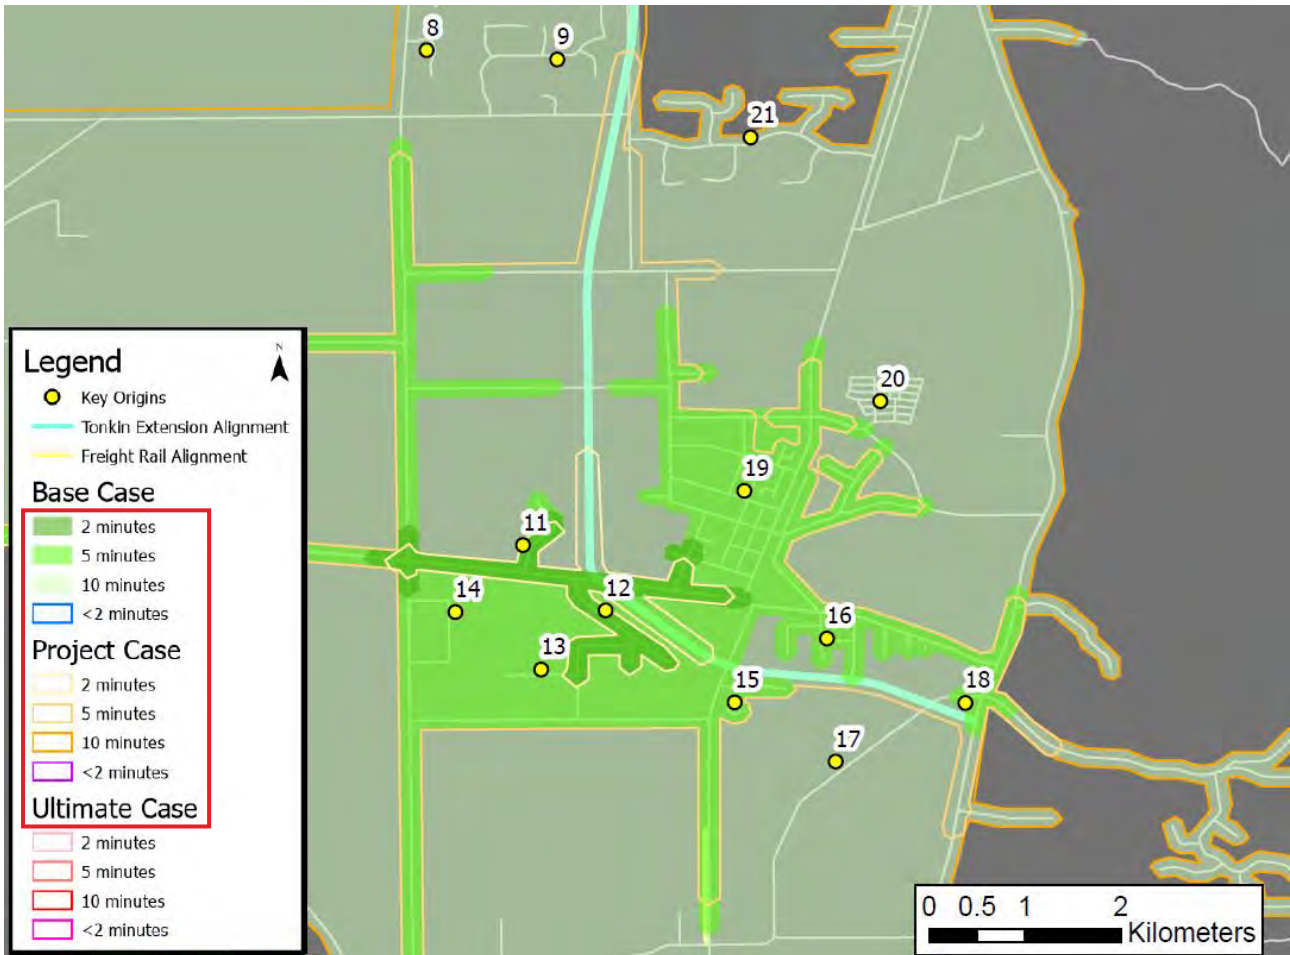 8
9
21
20
19
11
12
14
13
16
15
18
17
Legend
N
Key Origins
Tonkin Extension Alignment
Freight Rail Alignment
Base Case
2 minutes
5 minutes
10 minutes
<2 minutes
Project Case
2 minutes
5 minutes
10 minutes
<2 minutes
Ultimate Case
2 minutes
5 minutes
10 minutes
<2 minutes
0 0.5 1 2
Kilometers